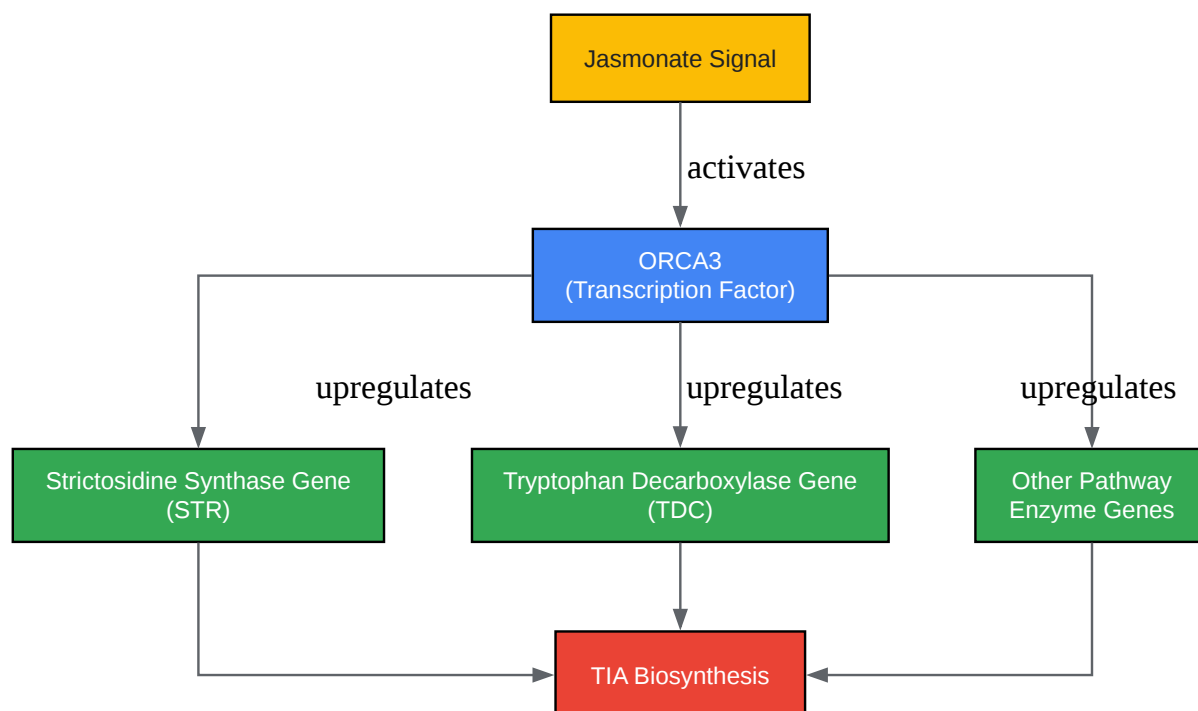 Jasmonate Signal
activates
ORCA3
(Transcription Factor)
upregulates
upregulates
upregulates
Strictosidine Synthase Gene
(STR)
Tryptophan Decarboxylase Gene
(TDC)
Other Pathway
Enzyme Genes
TIA Biosynthesis